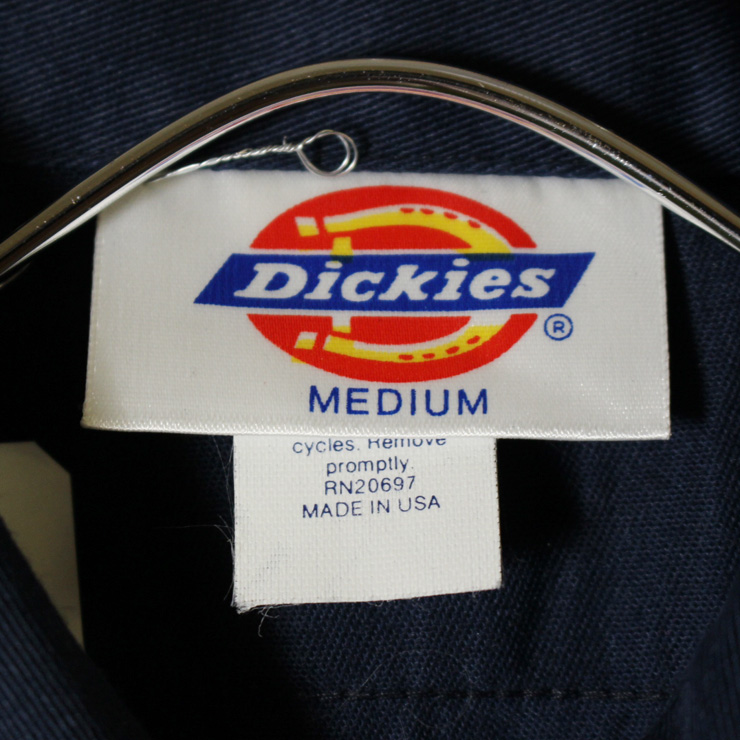 Dickies
®
MEDIUM
cycles. Remove
promptly.
RN20697
MADE IN USA